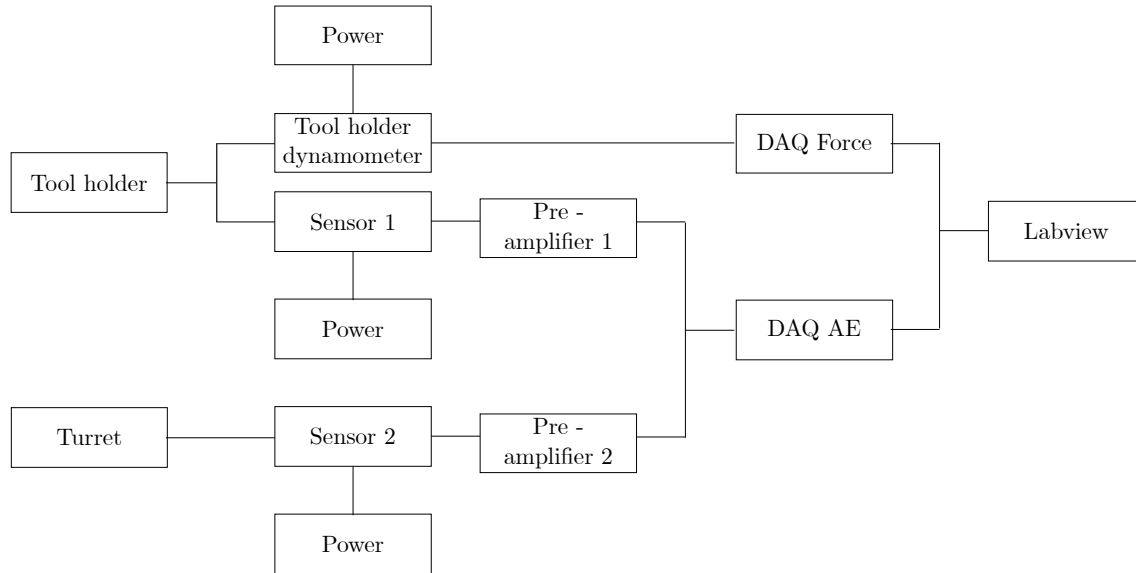 Power
Tool holder
dynamometer
DAQ Force
Tool holder
Sensor 1
Pre -
amplifier 1
Labview
Power
DAQ AE
Turret
Sensor 2
Pre -
amplifier 2
Power